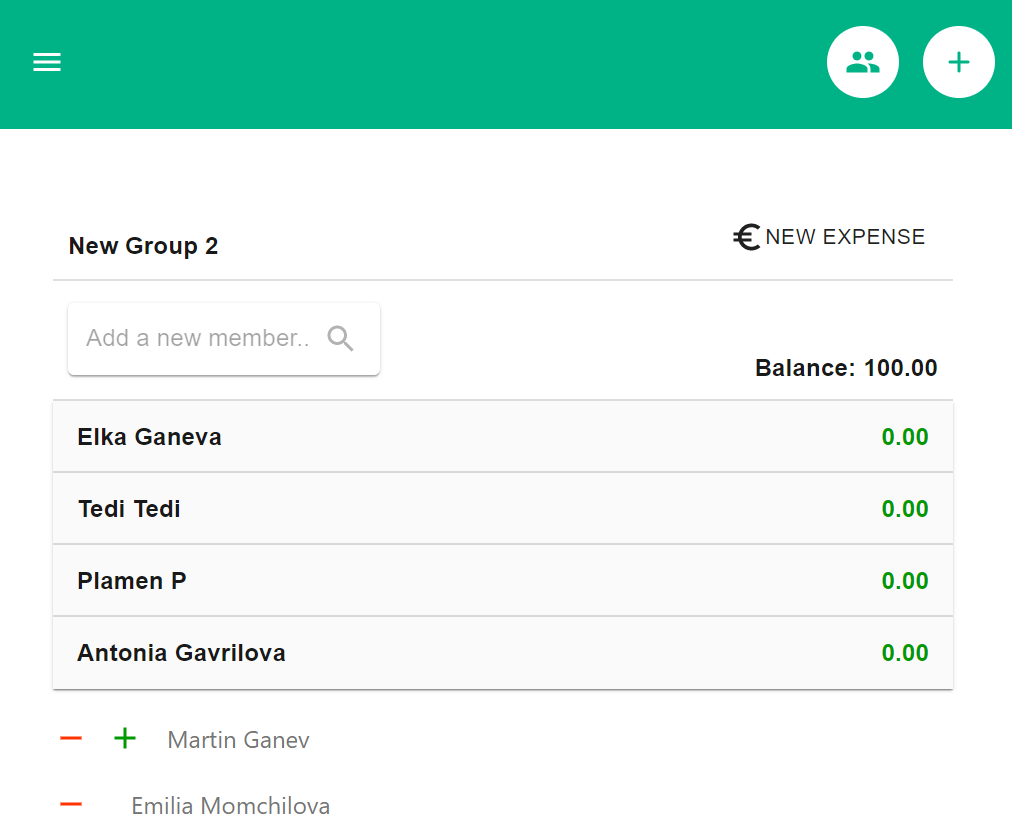 New Group 2
NEW EXPENSE
Add a new member..
Balance: 100.00
Elka Ganeva 0.00
Tedi Tedi 0.00
Plamen P 0.00
Antonia Gavrilova 0.00
Martin Ganev
Emilia Momchilova